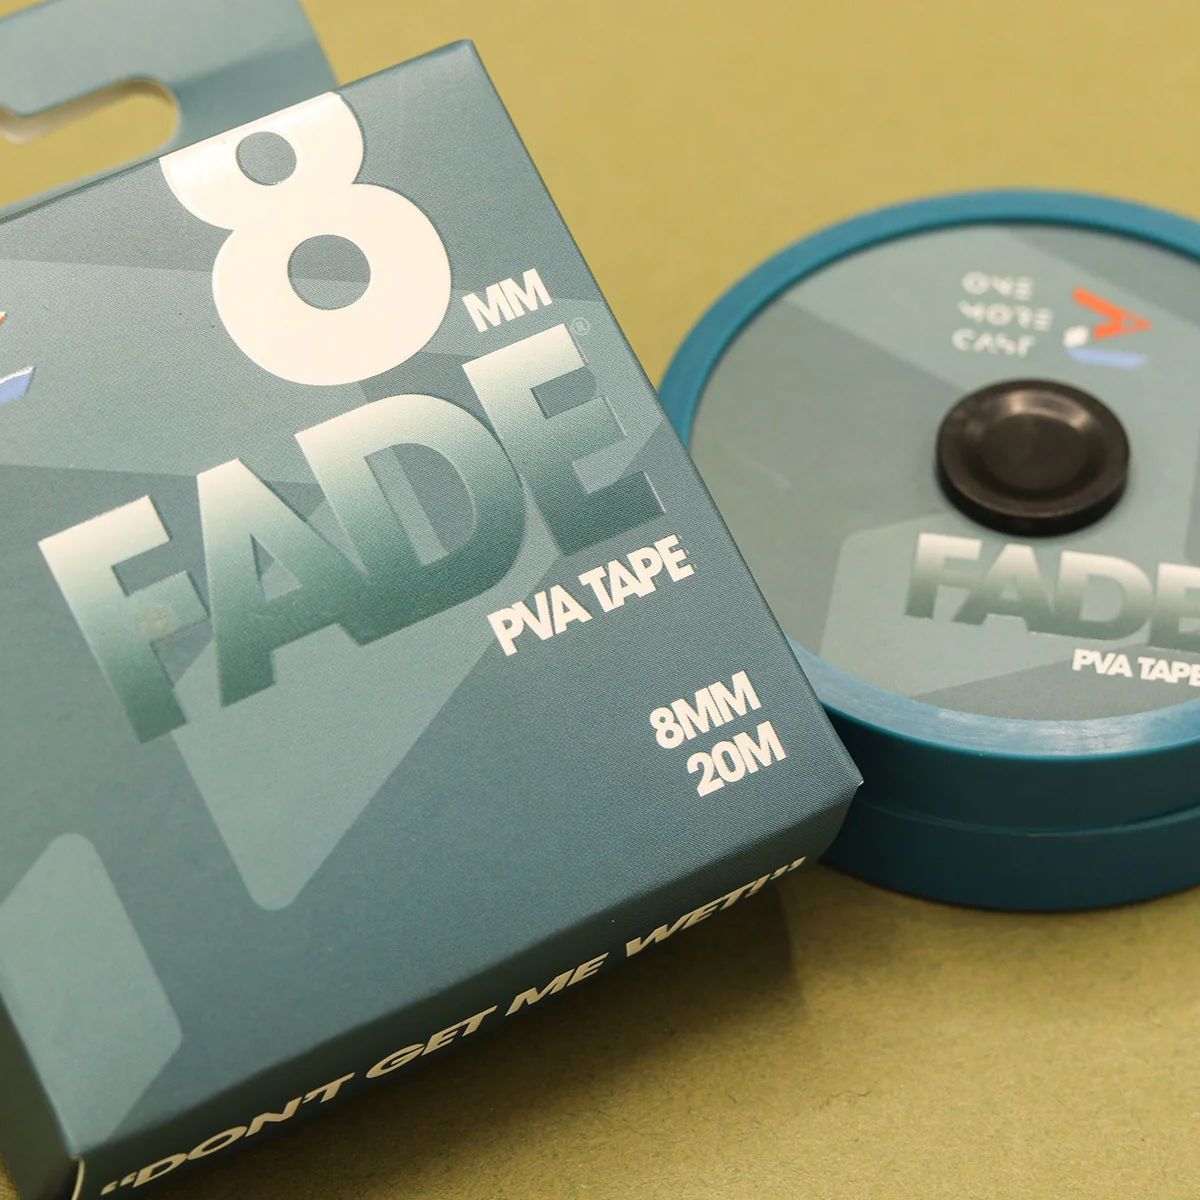 8
MM
FADE®
PVA TAPE
8MM
20M
"DON'T GET ME WET!"
ONE
MORE
CAST
FADE
PVA TAPE